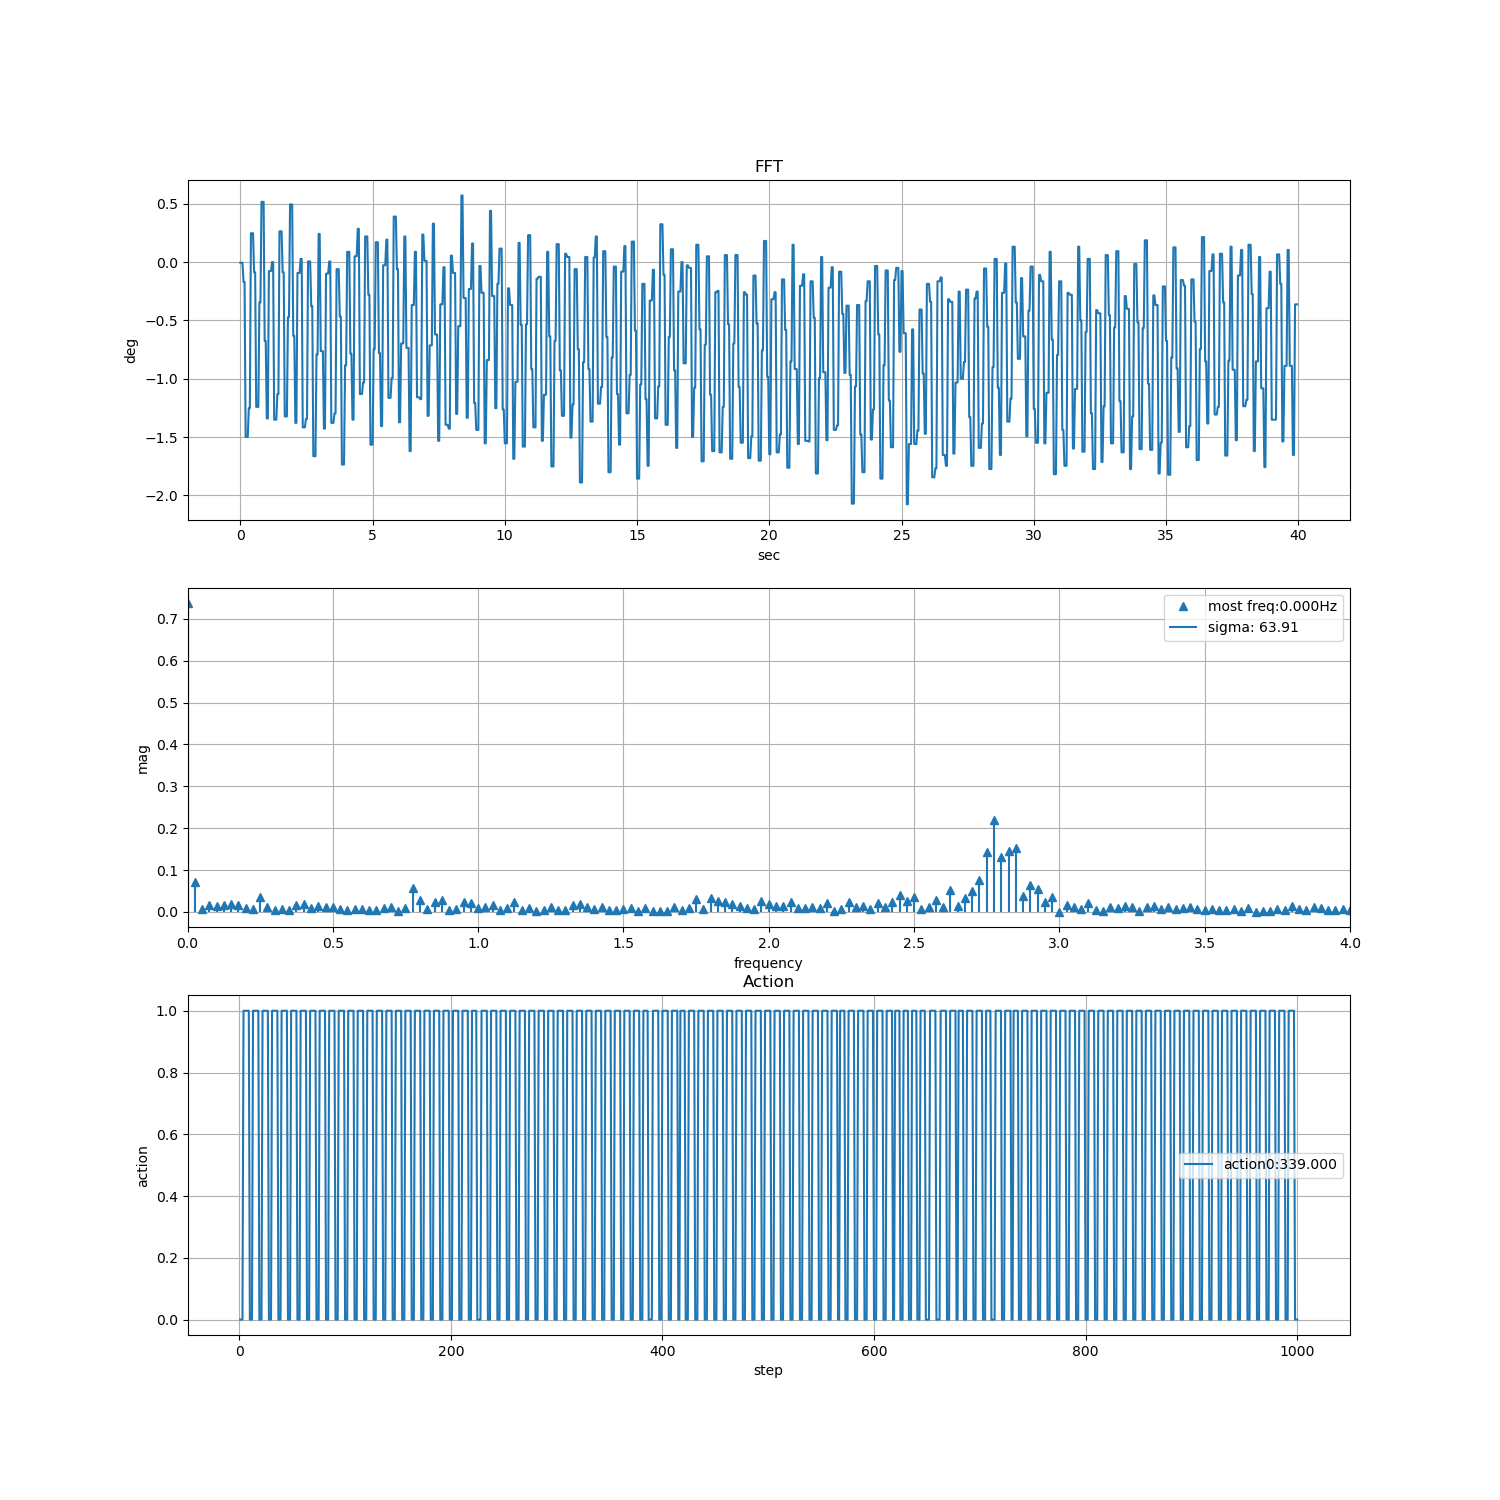 FFT
0.5
0.0
−0.5
−1.0
−1.5
−2.0
deg
0 5 10 15 20 25 30 35 40
sec
0.7
0.6
0.5
0.4
0.3
0.2
0.1
0.0
mag
most freq:0.000Hz
sigma: 63.91
0.0 0.5 1.0 1.5 2.0 2.5 3.0 3.5 4.0
frequency
Action
1.0
0.8
0.6
0.4
0.2
0.0
action
action0:339.000
0 200 400 600 800 1000
step